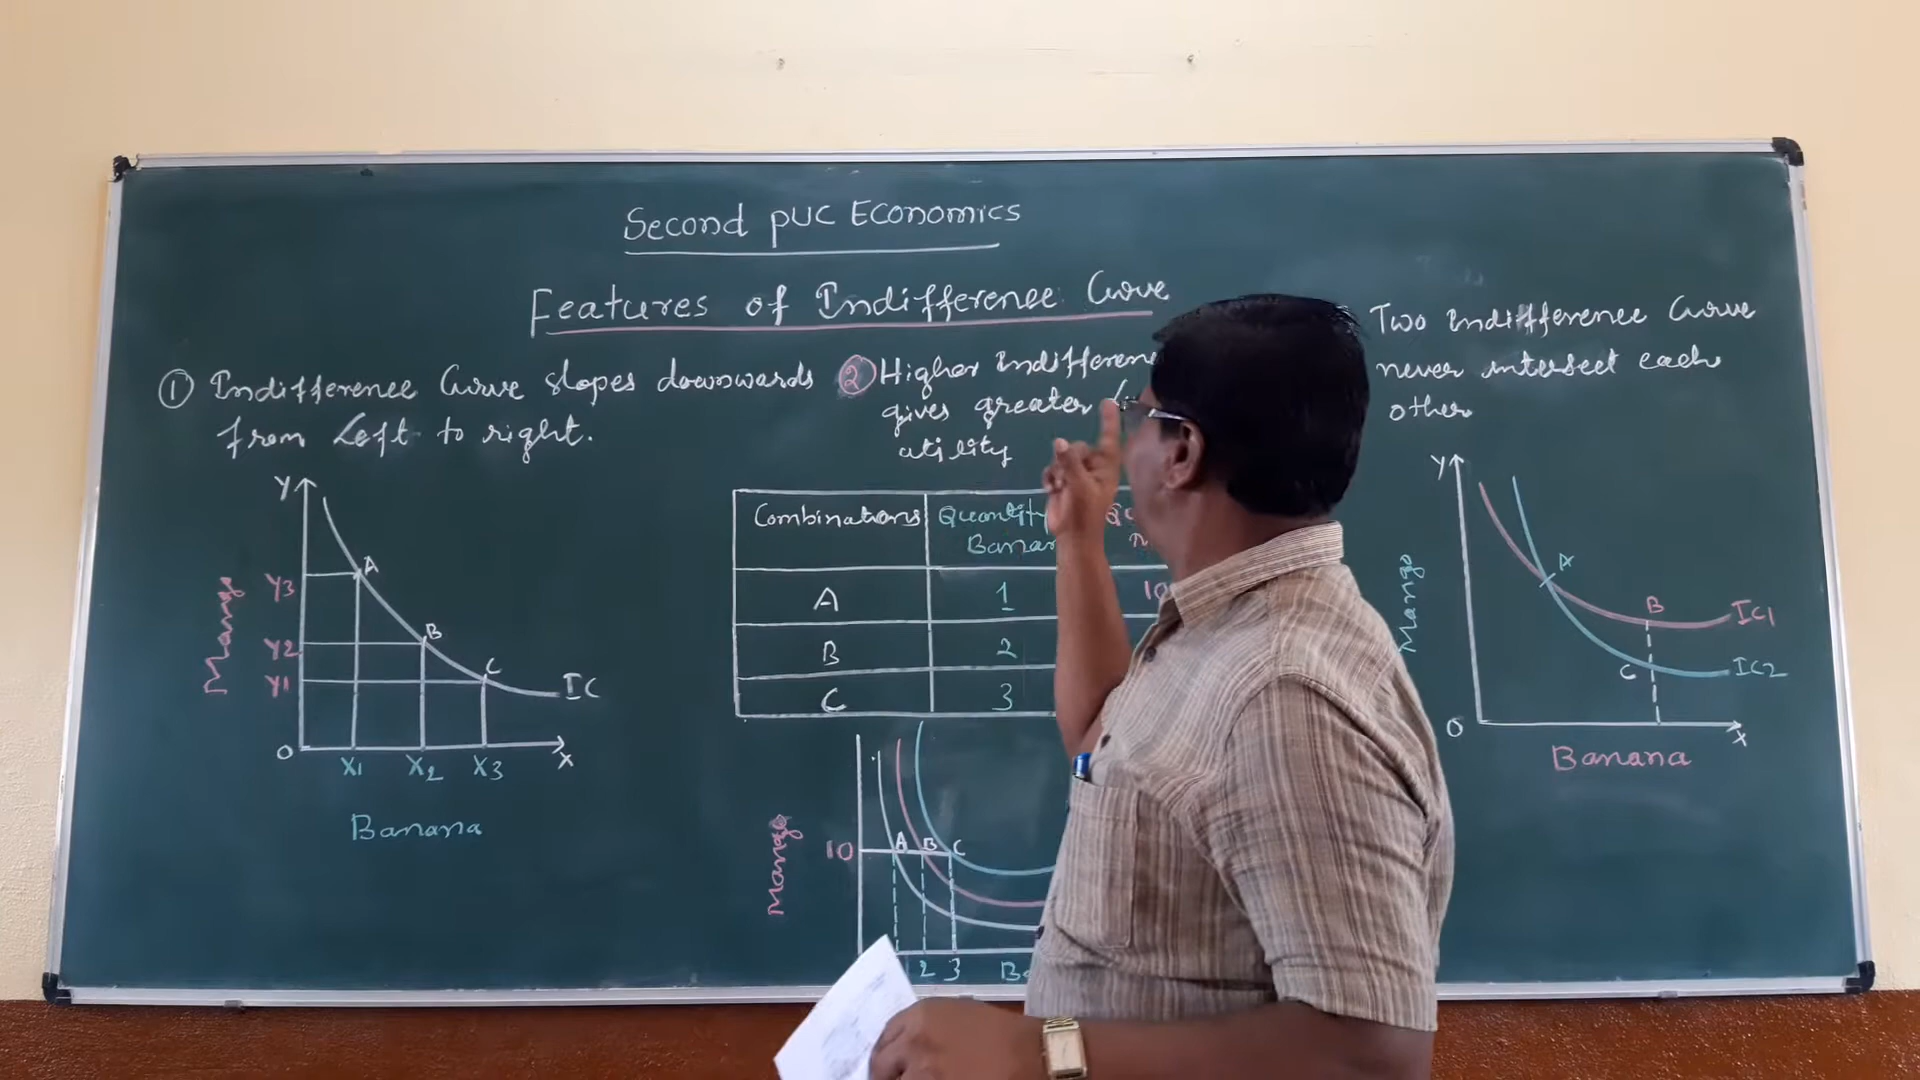 Second PUC Economics
Features of Indifference Curve
① Indifference Curve slopes downwards
from Left to right.
Y
Mango
Y3
Y2
Y1
A
B
C
IC
O
X1 X2 X3 X
Banana
② Higher Indifference
gives greater
utility
Combinations Quantity
Banana
A 1 10
B 2
C 3
Mango
10
A B C
2 3
Two Indifference Curve
never intersect each
other
Y
Mango
A
B
IC1
C
IC2
O
X
Banana